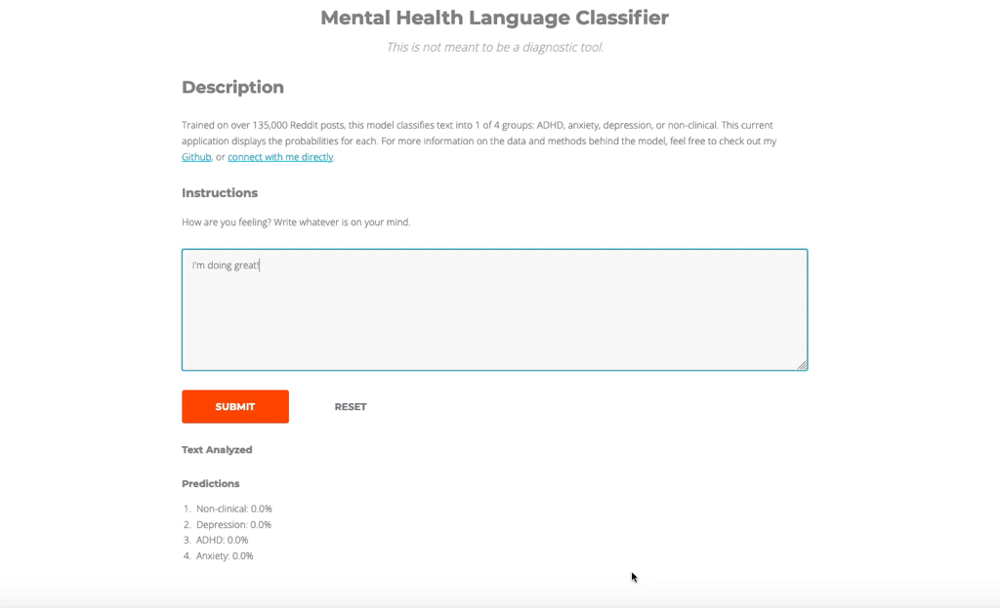 Mental Health Language Classifier
This is not meant to be a diagnostic tool.
Description
Trained on over 135,000 Reddit posts, this model classifies text into 1 of 4 groups: ADHD, anxiety, depression, or non-clinical. This current
application displays the probabilities for each. For more information on the data and methods behind the model, feel free to check out my
Github, or connect with me directly.
Instructions
How are you feeling? Write whatever is on your mind.
i'm doing great!
SUBMIT RESET
Text Analyzed
Predictions
1. Non-clinical: 0.0%
2. Depression: 0.0%
3. ADHD: 0.0%
4. Anxiety: 0.0%